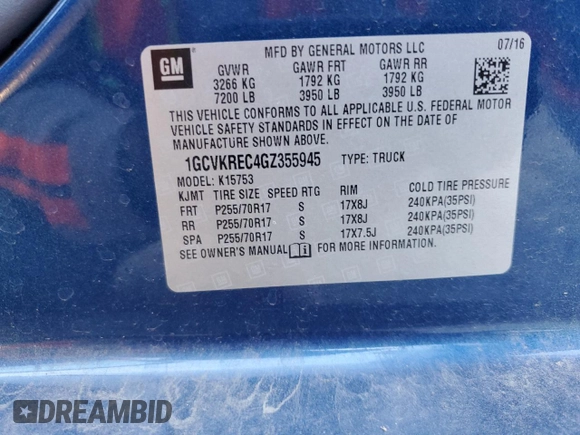 MFD BY GENERAL MOTORS LLC 07/16
GM
GVWR GAWR FRT GAWR RR
3266 KG 1792 KG 1792 KG
7200 LB 3950 LB 3950 LB
THIS VEHICLE CONFORMS TO ALL APPLICABLE U.S. FEDERAL MOTOR
VEHICLE SAFETY STANDARDS IN EFFECT ON THE DATE OF
MANUFACTURE SHOWN ABOVE.
1GCVKREC4GZ355945 TYPE: TRUCK
MODEL: K15753
KJMT TIRE SIZE SPEED RTG RIM COLD TIRE PRESSURE
FRT P255/70R17 S 17X8J 240KPA(35PSI)
RR P255/70R17 S 17X8J 240KPA(35PSI)
SPA P255/70R17 S 17X7.5J 240KPA(35PSI)
SEE OWNER'S MANUAL i FOR MORE INFORMATION.
DREAMBID